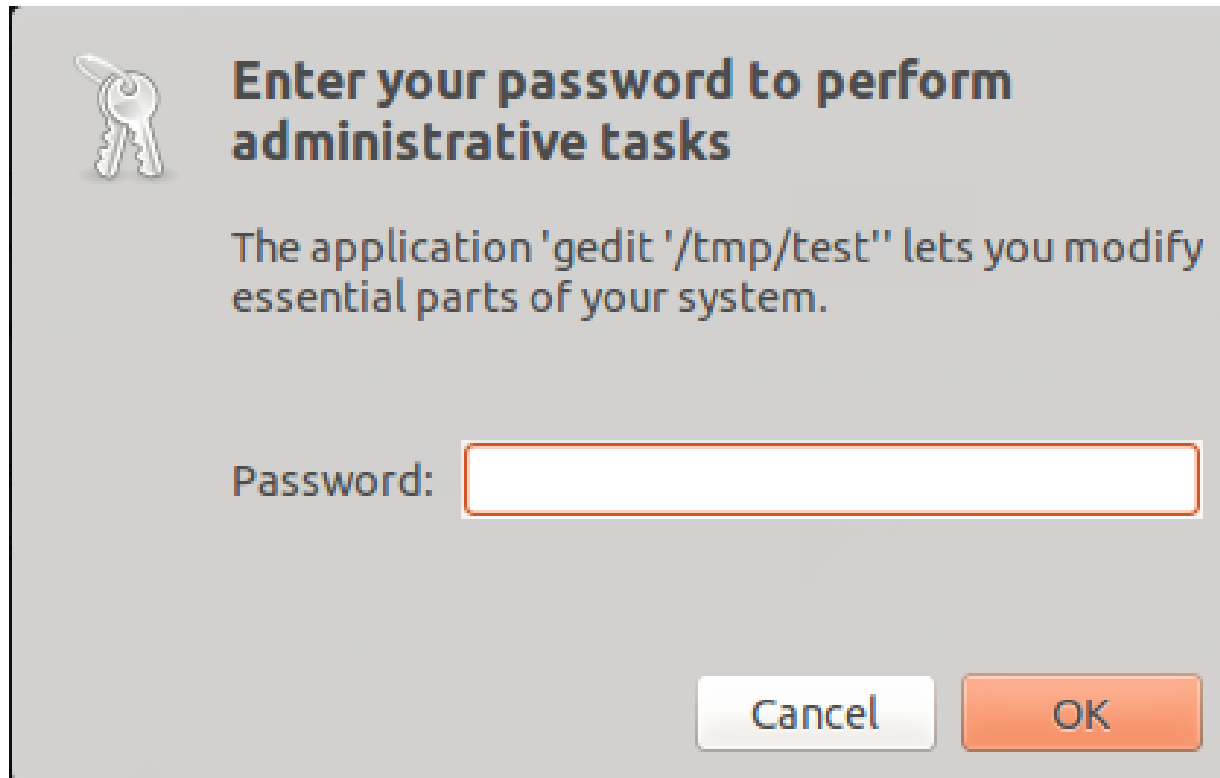 Enter your password to perform
administrative tasks
The application 'gedit '/tmp/test'' lets you modify
essential parts of your system.
Password:
Cancel OK